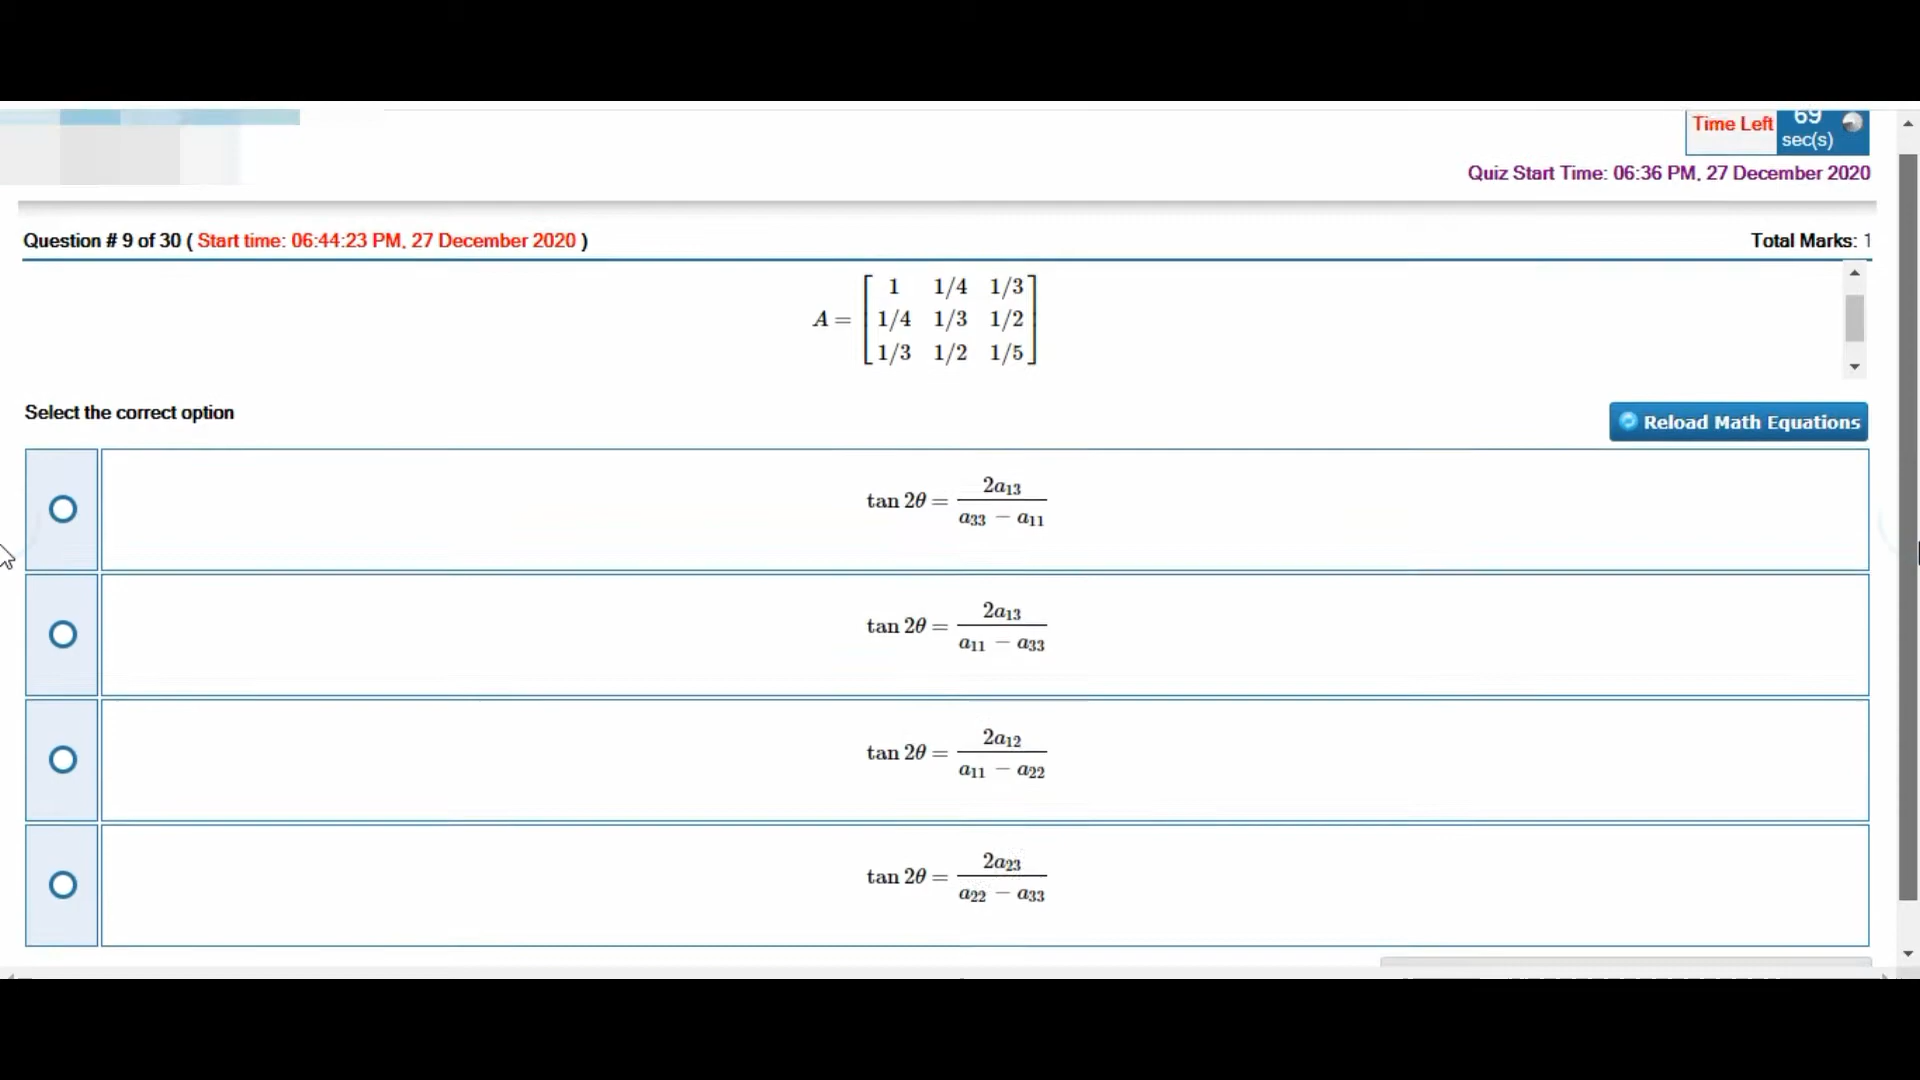 Time Left 69
sec(s)
Quiz Start Time: 06:36 PM, 27 December 2020
Question # 9 of 30 ( Start time: 06:44:23 PM, 27 December 2020 ) Total Marks: 1
A = [ 1 1/4 1/3
1/4 1/3 1/2
1/3 1/2 1/5 ]
Select the correct option
Reload Math Equations
tan 2θ = 2a₁₃ / a₃₃ − a₁₁
tan 2θ = 2a₁₃ / a₁₁ − a₃₃
tan 2θ = 2a₁₂ / a₁₁ − a₂₂
tan 2θ = 2a₂₃ / a₂₂ − a₃₃